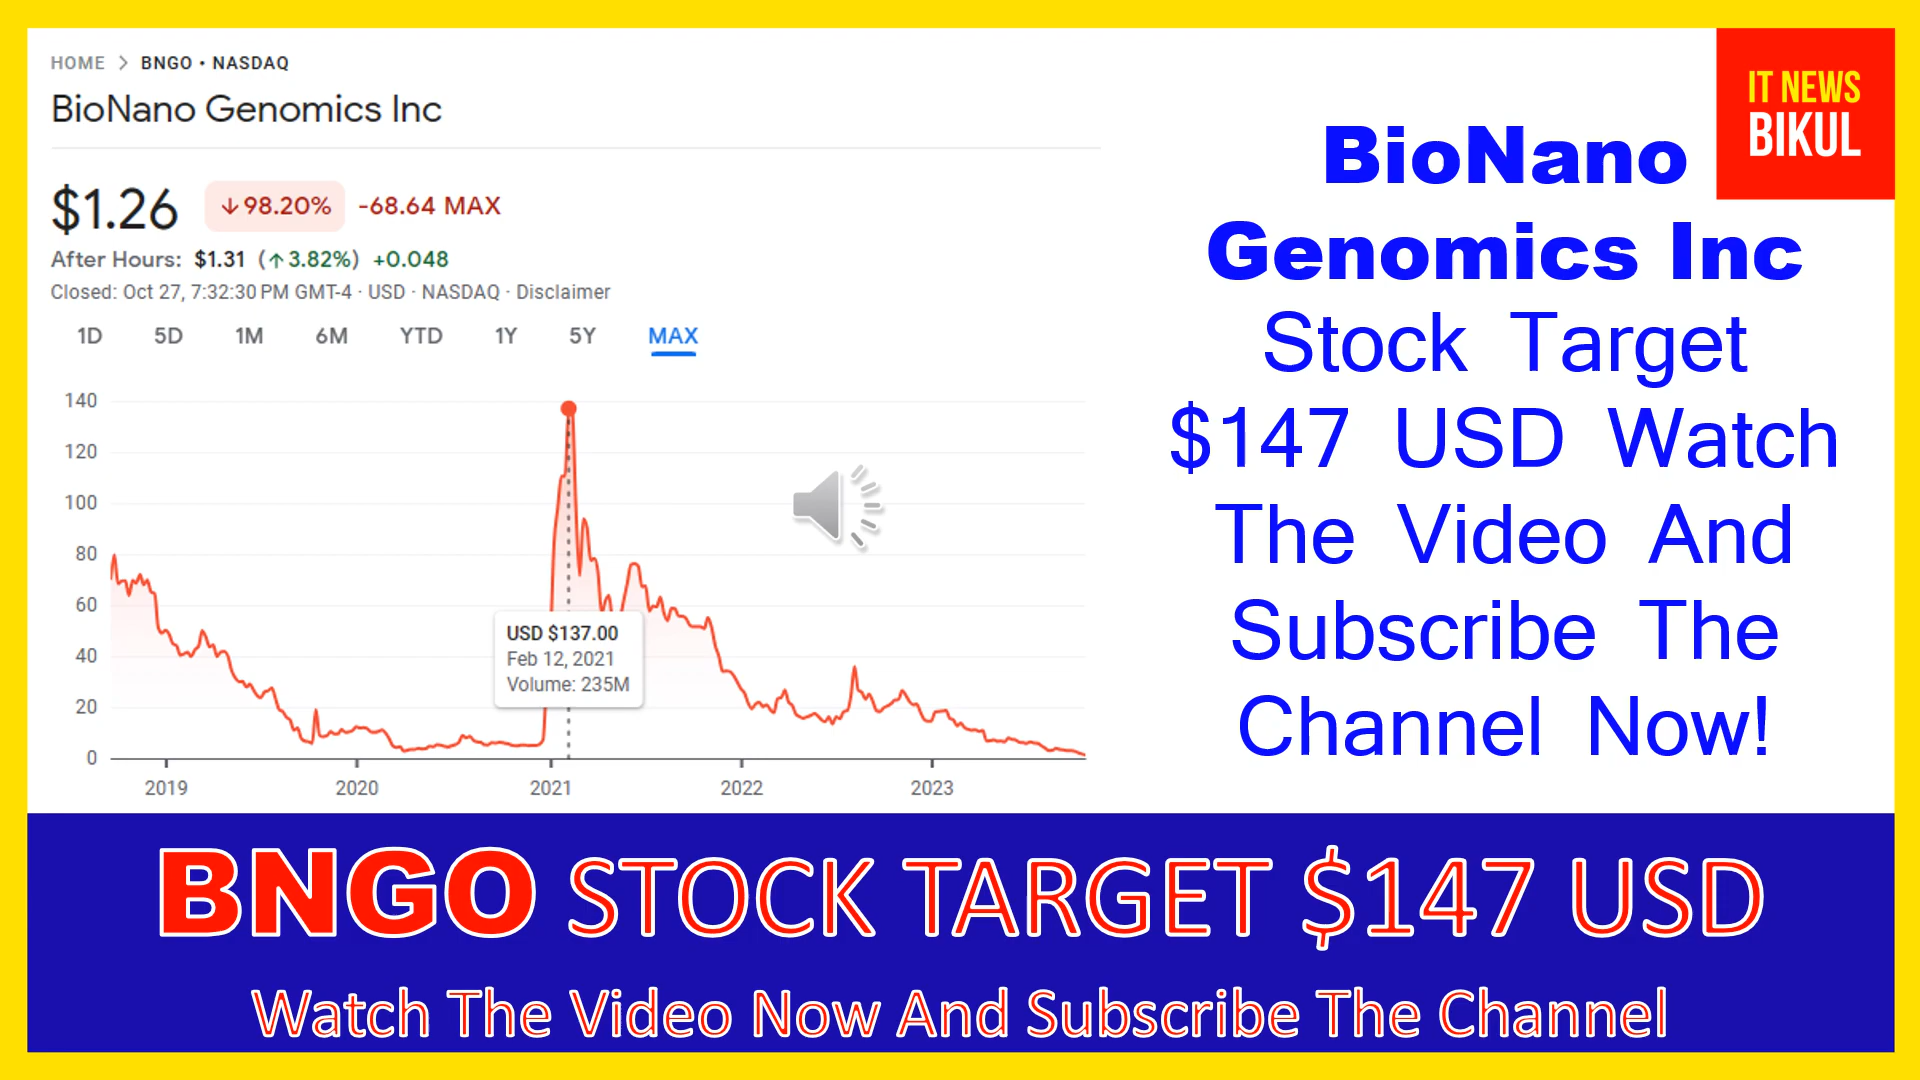 HOME > BNGO • NASDAQ
BioNano Genomics Inc
$1.26 ↓98.20% -68.64 MAX
After Hours: $1.31 (↑3.82%) +0.048
Closed: Oct 27, 7:32:30 PM GMT-4 · USD · NASDAQ · Disclaimer
1D 5D 1M 6M YTD 1Y 5Y MAX
140
120
100
80
60
40
20
0
USD $137.00
Feb 12, 2021
Volume: 235M
2019 2020 2021 2022 2023
IT NEWS
BIKUL
BioNano
Genomics Inc
Stock Target
$147 USD Watch
The Video And
Subscribe The
Channel Now!
BNGO STOCK TARGET $147 USD
Watch The Video Now And Subscribe The Channel